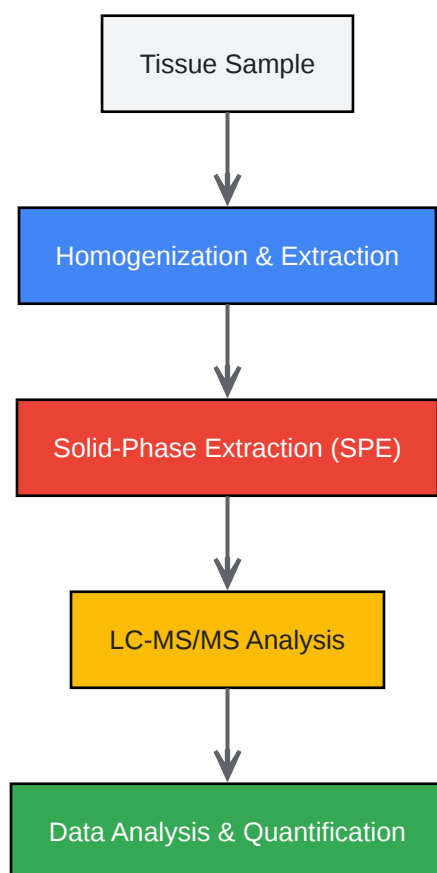 Tissue Sample
Homogenization & Extraction
Solid-Phase Extraction (SPE)
LC-MS/MS Analysis
Data Analysis & Quantification